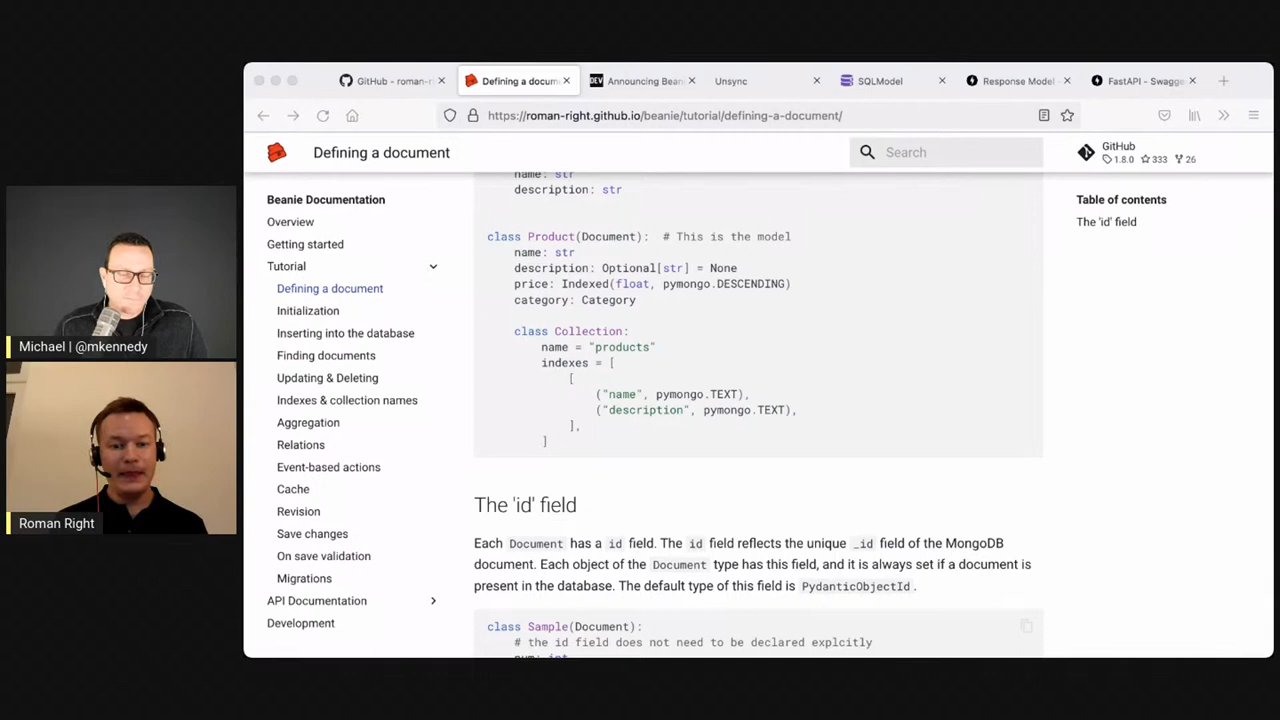 GitHub - roman-ri
Defining a docum
DEV
Announcing Bean
Unsync
SQLModel
Response Model -
FastAPI - Swagge
https://roman-right.github.io/beanie/tutorial/defining-a-document/
Defining a document
Search
GitHub
1.8.0 333 26
Beanie Documentation
Overview
Getting started
Tutorial
Defining a document
Initialization
Inserting into the database
Finding documents
Updating & Deleting
Indexes & collection names
Aggregation
Relations
Event-based actions
Cache
Revision
Save changes
On save validation
Migrations
API Documentation
Development
name: str
description: str
class Product(Document):  # This is the model
name: str
description: Optional[str] = None
price: Indexed(float, pymongo.DESCENDING)
category: Category
class Collection:
name = "products"
indexes = [
[
("name", pymongo.TEXT),
("description", pymongo.TEXT),
],
]
The 'id' field
Each Document has a id field. The id field reflects the unique _id field of the MongoDB
document. Each object of the Document type has this field, and it is always set if a document is
present in the database. The default type of this field is PydanticObjectId.
class Sample(Document):
# the id field does not need to be declared explcitly
num: int
Table of contents
The 'id' field
Michael | @mkennedy
Roman Right